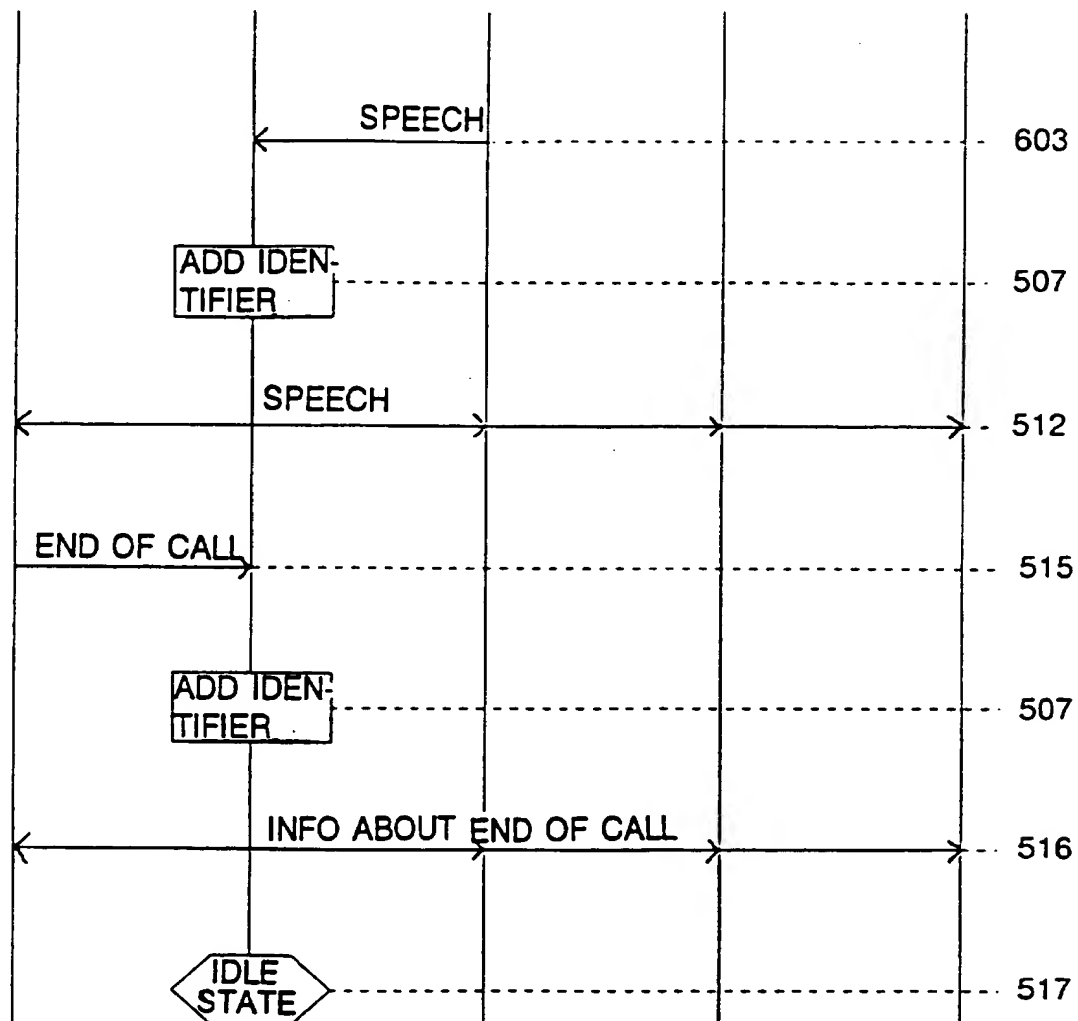 SPEECH
603
ADD IDEN-
TIFIER
507
SPEECH
512
END OF CALL
515
ADD IDEN-
TIFIER
507
INFO ABOUT END OF CALL
516
IDLE
STATE
517